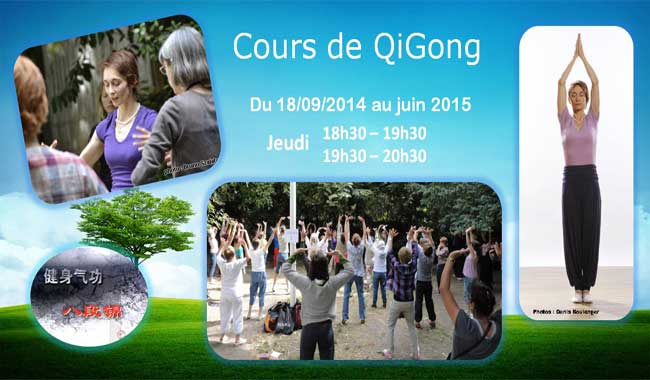 Cours de QiGong
Du 18/09/2014 au juin 2015
Jeudi
18h30 – 19h30
19h30 – 20h30
健身气功
八段锦
Photos : Denis Boulanger